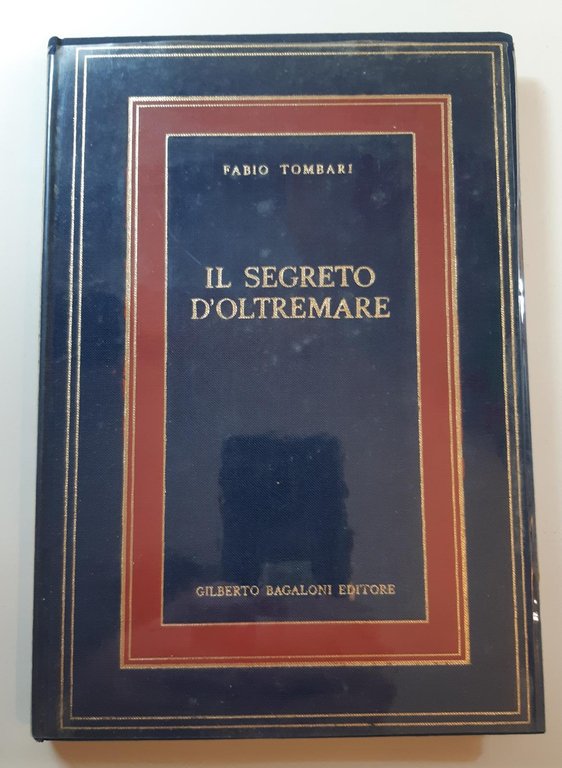 FABIO TOMBARI
IL SEGRETO
D'OLTREMARE
GILBERTO BAGALONI EDITORE